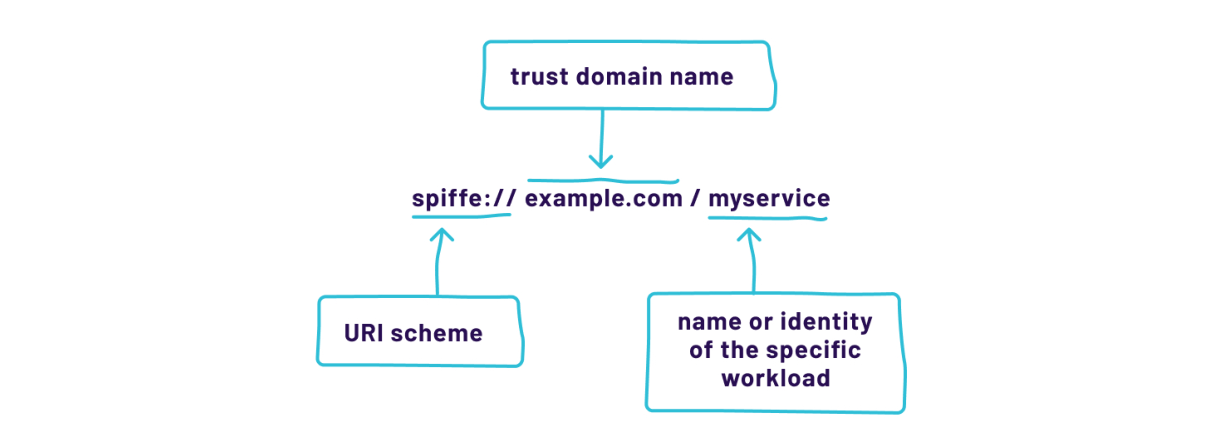 trust domain name
spiffe:// example.com / myservice
URI scheme
name or identity
of the specific
workload